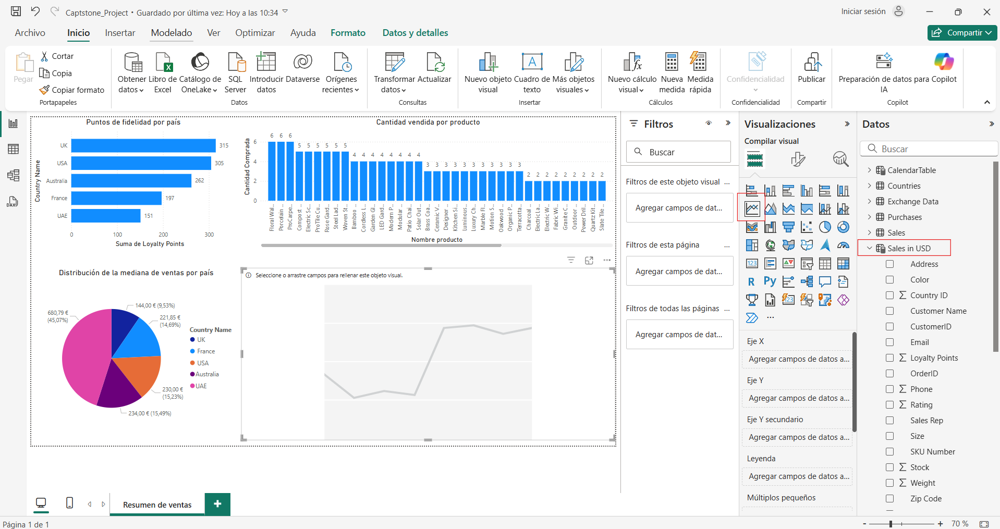 Captstone_Project • Guardado por última vez: Hoy a las 10:34
Iniciar sesión
Archivo
Inicio
Insertar
Modelado
Ver
Optimizar
Ayuda
Formato
Datos y detalles
Compartir
Pegar
Cortar
Copia
Copiar formato
Portapapeles
Obtener datos
Libro de Excel
Catálogo de OneLake
SQL Server
Introducir datos
Dataverse
Orígenes recientes
Datos
Transformar datos
Actualizar
Consultas
Nuevo objeto visual
Cuadro de texto
Más objetos visuales
Insertar
Nuevo cálculo visual
Nueva medida
Medida rápida
Cálculos
Confidencialidad
Confidencialidad
Publicar
Compartir
Preparación de datos para IA
Copilot
Copilot
Puntos de fidelidad por país
Country Name
UK 315
USA 305
Australia 262
France 197
UAE 151
0 100 200 300
Suma de Loyalty Points
Cantidad vendida por producto
Cantidad Comprada
6
4
2
0
6 6 6 5 5 5 5 5 5 4 4 4 4 4 4 4 4 3 3 3 3 3 3 3 3 3 3 3 2 2 2 2 2 2 2 2 2
Floral Wal...
Porcelain ...
ProCarpe...
Compost ...
Electric Sc...
ProTile Cu...
Rose Gard...
Steel Lad...
Woven St...
Bamboo ...
Cordless L...
Garden Gl...
LED Gard...
Modern P...
Modular ...
Patio Chai...
Solar Out...
Brass Coa...
Ceramic V...
Designer ...
Kitchen Si...
Luminous...
Luxury Ch...
Marble Fl...
Motion S...
Oakwood ...
Organic P...
Terracotta...
Charcoal ...
Electric La...
Electric W...
Fabric Wi...
Granite C...
Outdoor ...
Power Dril...
Quartz Kit...
Slate Tile ...
Nombre producto
Distribución de la mediana de ventas por país
144,00 € (9,53%)
221,85 €
(14,69%)
230,00 €
(15,23%)
234,00 € (15,49%)
680,79 €
(45,07%)
Country Name
UK
France
USA
Australia
UAE
Seleccione o arrastre campos para rellenar este objeto visual.
Filtros
Buscar
Filtros de este objeto visual ...
Agregar campos de dat...
Filtros de esta página ...
Agregar campos de dat...
Filtros de todas las páginas ...
Agregar campos de dat...
Visualizaciones
Compilar visual
123
R
Py
123
...
Eje X
Agregar campos de datos a...
Eje Y
Agregar campos de datos a...
Eje Y secundario
Agregar campos de datos a...
Leyenda
Agregar campos de datos a...
Múltiplos pequeños
Datos
Buscar
CalendarTable
Countries
Exchange Data
Purchases
Sales
Sales in USD
Address
Color
Country ID
Customer Name
CustomerID
Email
Loyalty Points
OrderID
Phone
Rating
Sales Rep
Size
SKU Number
Stock
Weight
Zip Code
DAX
Resumen de ventas
+
Página 1 de 1
- + 70 %